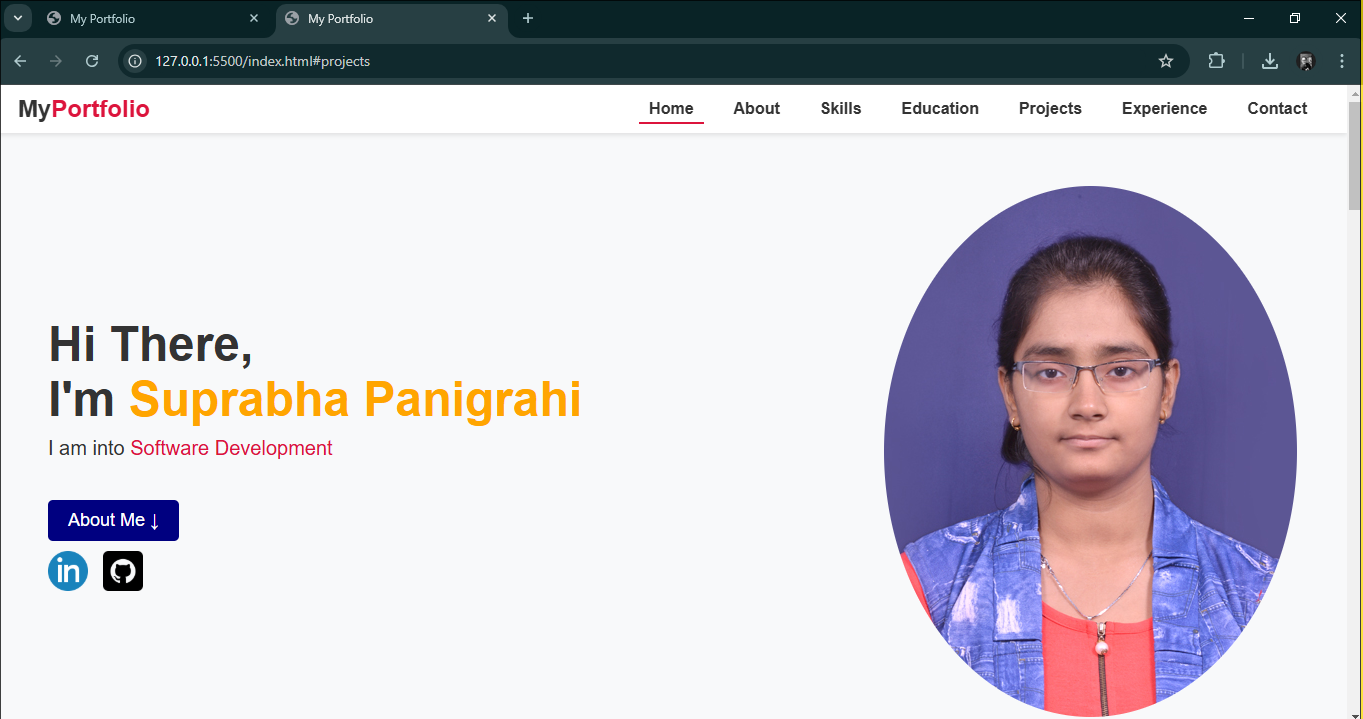 My Portfolio
My Portfolio
127.0.0.1:5500/index.html#projects
MyPortfolio
Home About Skills Education Projects Experience Contact
Hi There,
I'm Suprabha Panigrahi
I am into Software Development
About Me ↓
in